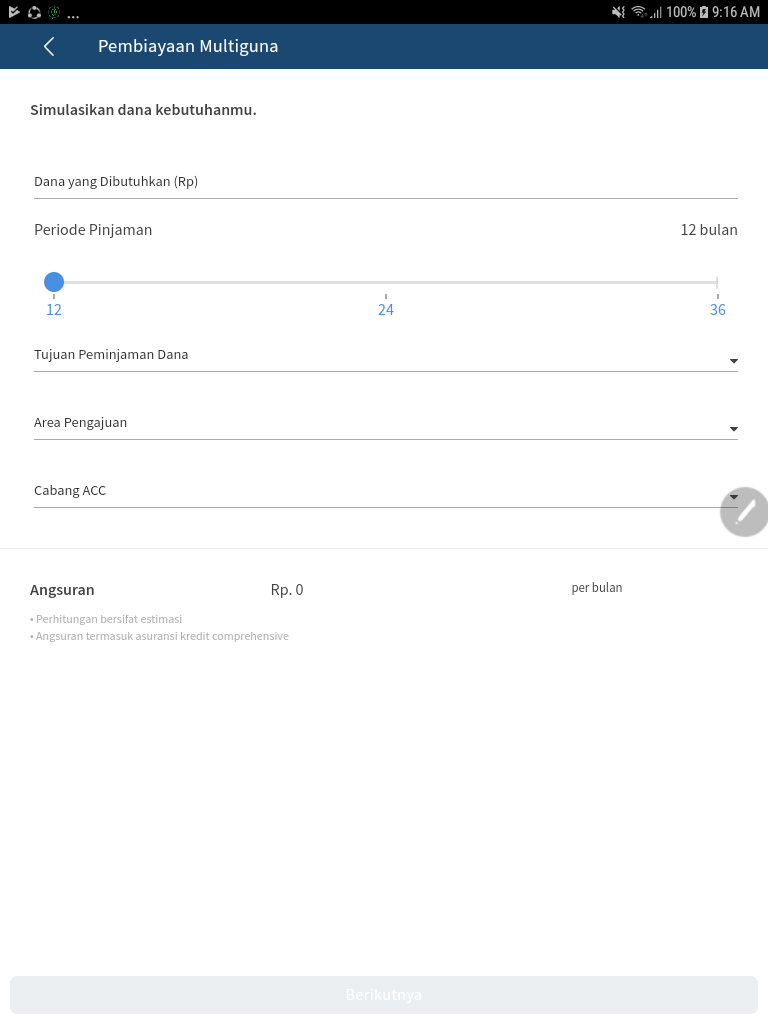 ... 100% 9:16 AM
Pembiayaan Multiguna
Simulasikan dana kebutuhanmu.
Dana yang Dibutuhkan (Rp)
Periode Pinjaman 12 bulan
12 24 36
Tujuan Peminjaman Dana
Area Pengajuan
Cabang ACC
Angsuran Rp. 0 per bulan
• Perhitungan bersifat estimasi
• Angsuran termasuk asuransi kredit comprehensive
Berikutnya